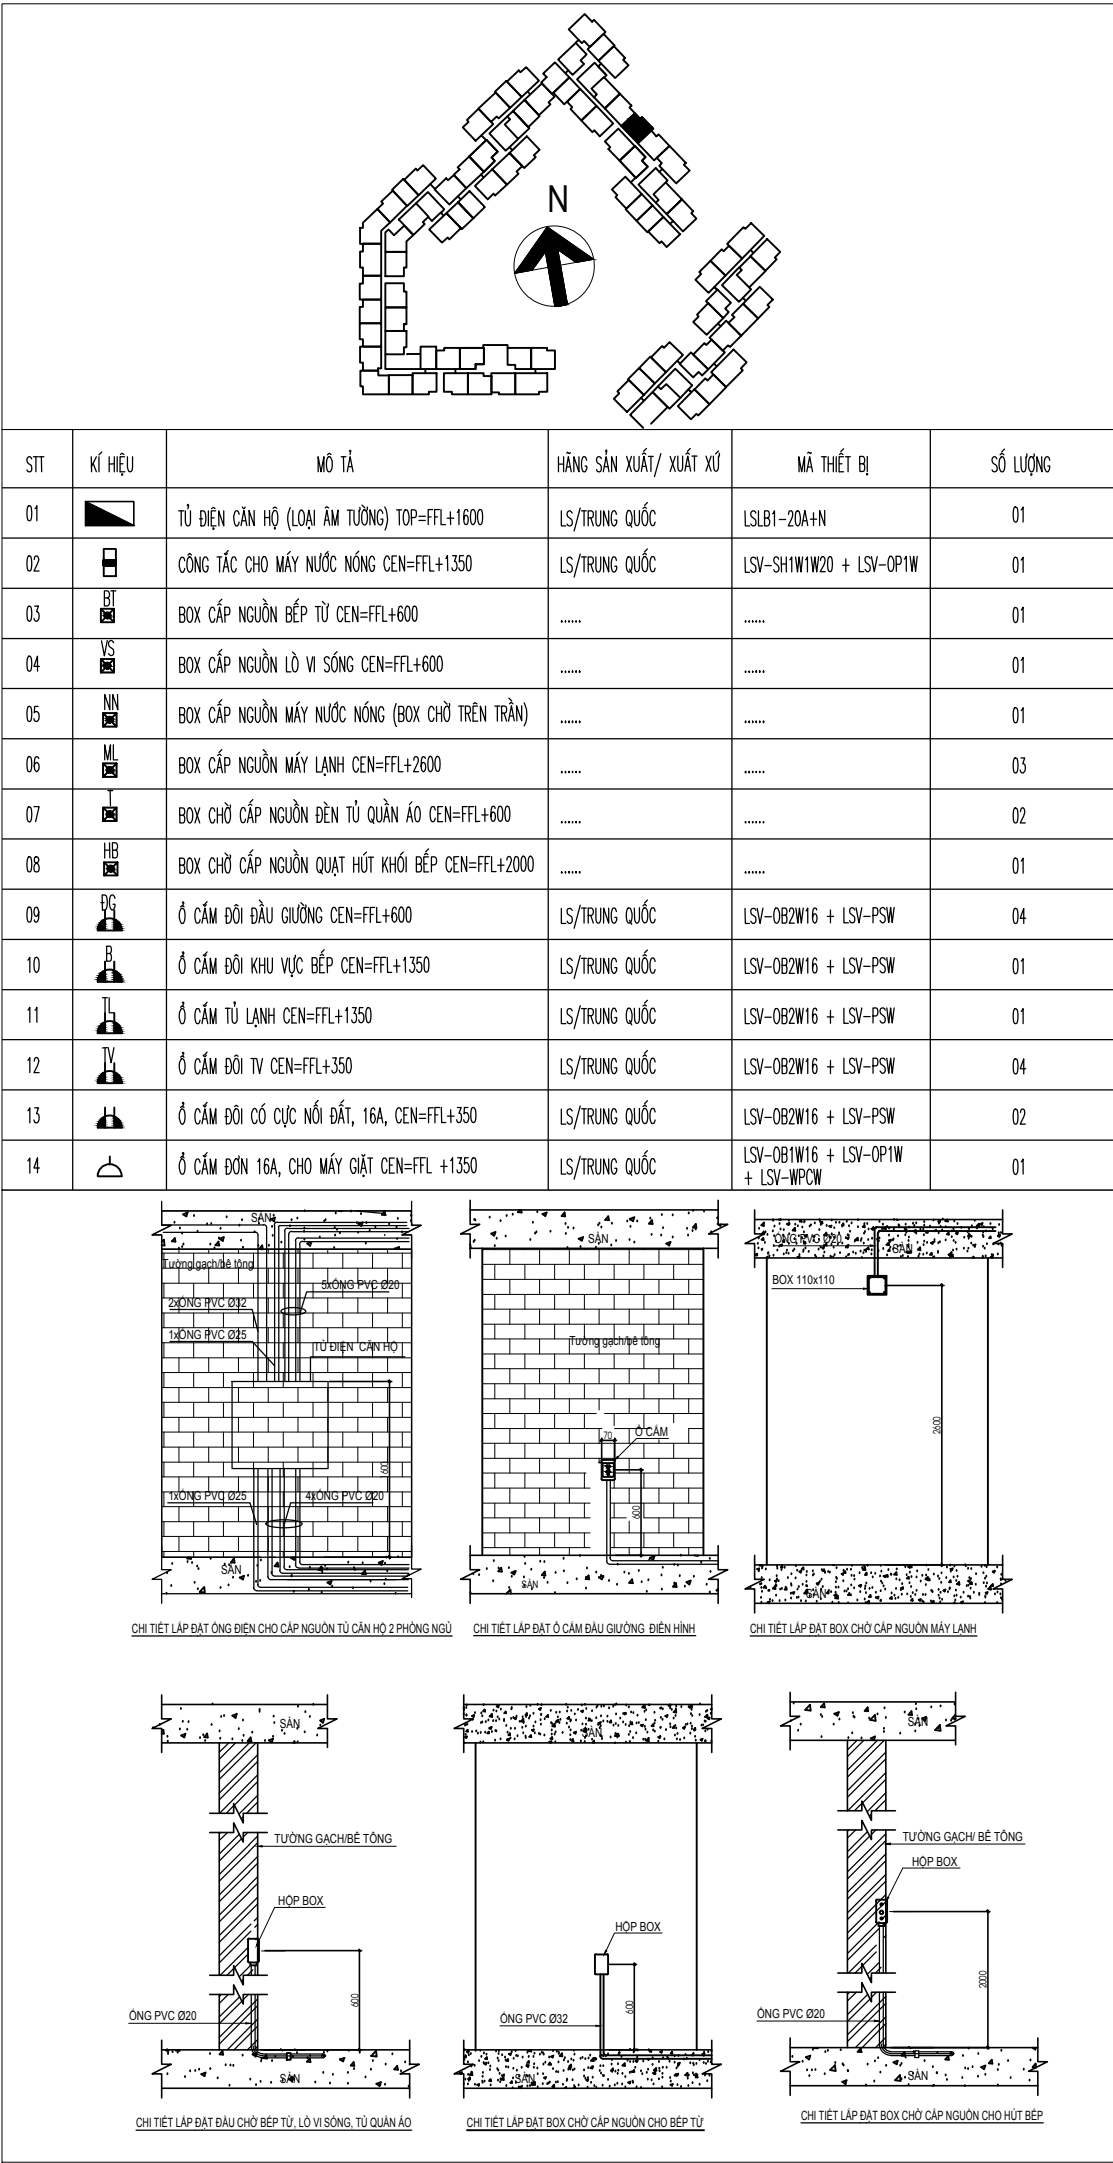 N
STT KÍ HIỆU MÔ TẢ HÃNG SẢN XUẤT/ XUẤT XỨ MÃ THIẾT BỊ SỐ LƯỢNG
01 TỦ ĐIỆN CĂN HỘ (LOẠI ÂM TƯỜNG) TOP=FFL+1600 LS/TRUNG QUỐC LSLB1-20A+N 01
02 CÔNG TẮC CHO MÁY NƯỚC NÓNG CEN=FFL+1350 LS/TRUNG QUỐC LSV-SH1W1W20 + LSV-OP1W 01
03 BT BOX CẤP NGUỒN BẾP TỪ CEN=FFL+600 ...... ...... 01
04 VS BOX CẤP NGUỒN LÒ VI SÓNG CEN=FFL+600 ...... ...... 01
05 NN BOX CẤP NGUỒN MÁY NƯỚC NÓNG (BOX CHỜ TRÊN TRẦN) ...... ...... 01
06 ML BOX CẤP NGUỒN MÁY LẠNH CEN=FFL+2600 ...... ...... 03
07 T BOX CHỜ CẤP NGUỒN ĐÈN TỦ QUẦN ÁO CEN=FFL+600 ...... ...... 02
08 HB BOX CHỜ CẤP NGUỒN QUẠT HÚT KHÓI BẾP CEN=FFL+2000 ...... ...... 01
09 ĐG Ổ CẮM ĐÔI ĐẦU GIƯỜNG CEN=FFL+600 LS/TRUNG QUỐC LSV-OB2W16 + LSV-PSW 04
10 B Ổ CẮM ĐÔI KHU VỰC BẾP CEN=FFL+1350 LS/TRUNG QUỐC LSV-OB2W16 + LSV-PSW 01
11 TL Ổ CẮM TỦ LẠNH CEN=FFL+1350 LS/TRUNG QUỐC LSV-OB2W16 + LSV-PSW 01
12 TV Ổ CẮM ĐÔI TV CEN=FFL+350 LS/TRUNG QUỐC LSV-OB2W16 + LSV-PSW 04
13 Ổ CẮM ĐÔI CÓ CỰC NỐI ĐẤT, 16A, CEN=FFL+350 LS/TRUNG QUỐC LSV-OB2W16 + LSV-PSW 02
14 Ổ CẮM ĐƠN 16A, CHO MÁY GIẶT CEN=FFL +1350 LS/TRUNG QUỐC LSV-OB1W16 + LSV-OP1W
+ LSV-WPCW 01
SÀN
Tường gạch/bê tông
5xỐNG PVC Ø20
2xỐNG PVC Ø32
1xỐNG PVC Ø25
TỦ ĐIỆN CĂN HỘ
600
1xỐNG PVC Ø25
4xỐNG PVC Ø20
SÀN
CHI TIẾT LẮP ĐẶT ỐNG ĐIỆN CHO CẤP NGUỒN TỦ CĂN HỘ 2 PHÒNG NGỦ
SÀN
Tường gạch/bê tông
70
Ổ CẮM
600
SÀN
CHI TIẾT LẮP ĐẶT Ổ CẮM ĐẦU GIƯỜNG ĐIỂN HÌNH
ỐNG PVC Ø20
SÀN
BOX 110x110
2600
SÀN
CHI TIẾT LẮP ĐẶT BOX CHỜ CẤP NGUỒN MÁY LẠNH
SÀN
TƯỜNG GẠCH/BÊ TÔNG
HỘP BOX
600
ỐNG PVC Ø20
SÀN
CHI TIẾT LẮP ĐẶT ĐẦU CHỜ BẾP TỪ, LÒ VI SÓNG, TỦ QUẦN ÁO
SÀN
HỘP BOX
600
ỐNG PVC Ø32
SÀN
CHI TIẾT LẮP ĐẶT BOX CHỜ CẤP NGUỒN CHO BẾP TỪ
SÀN
TƯỜNG GẠCH/ BÊ TÔNG
HỘP BOX
2000
ỐNG PVC Ø20
SÀN
CHI TIẾT LẮP ĐẶT BOX CHỜ CẤP NGUỒN CHO HÚT BẾP